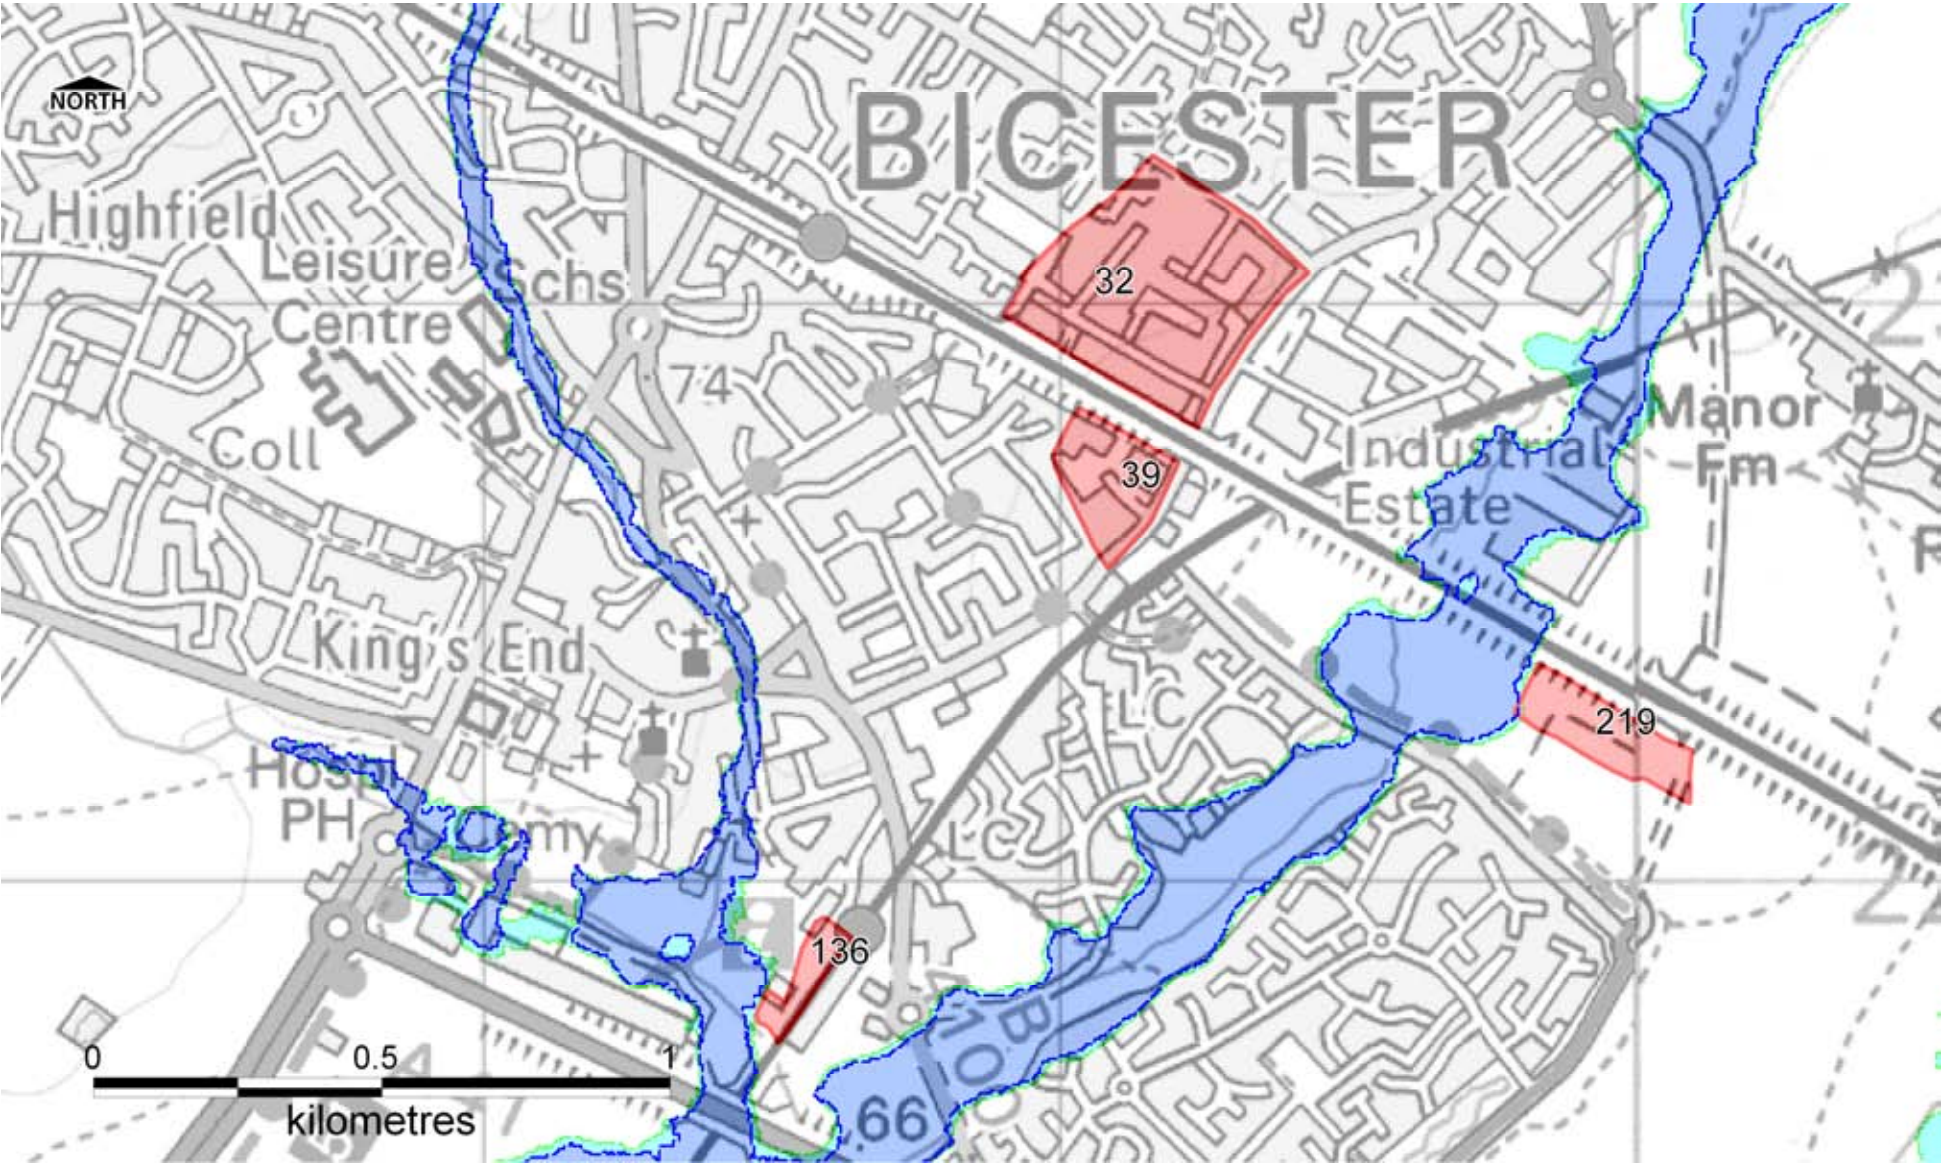 NORTH
BICESTER
Highfield
Leisure Schs
Centre
32
74
Manor
Fm
Coll
39
Industrial
Estate
King's End
LC
219
Hospl
PH
LC
136
0 0.5 1
kilometres
66